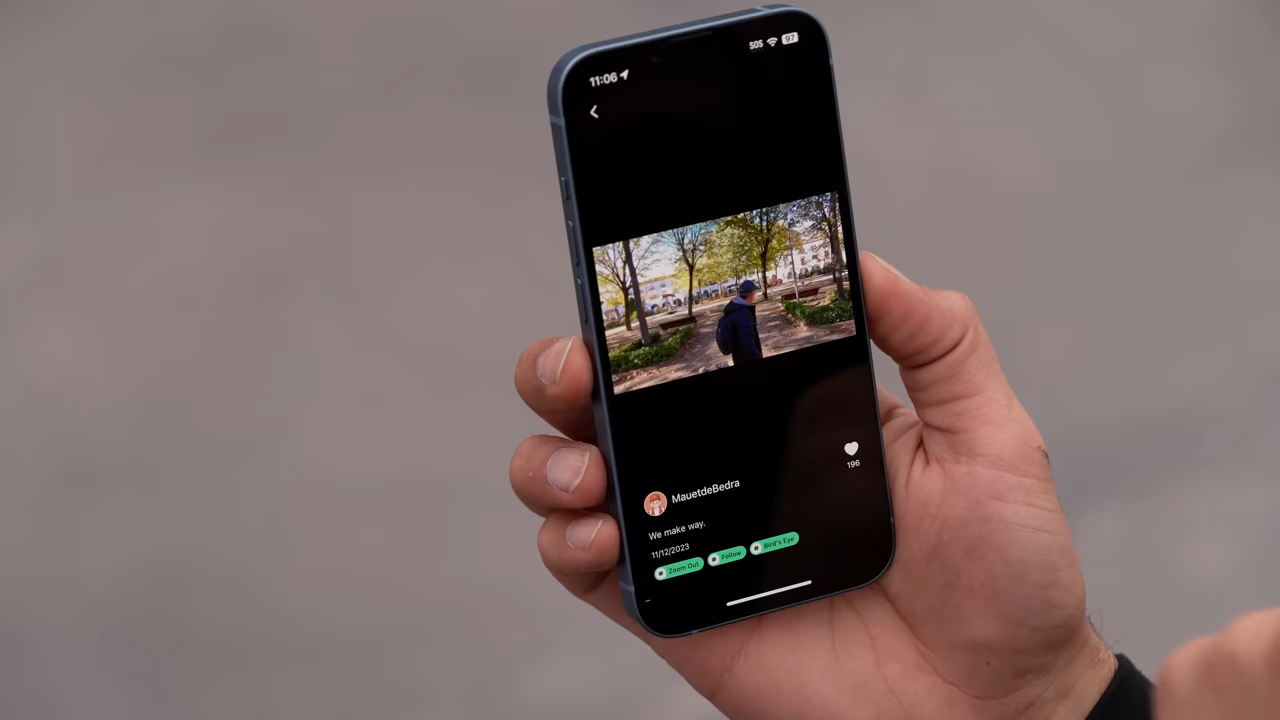 11:06
SOS 97
196
MauetdeBedra
We make way.
11/12/2023
Zoom Out Follow Bird's Eye